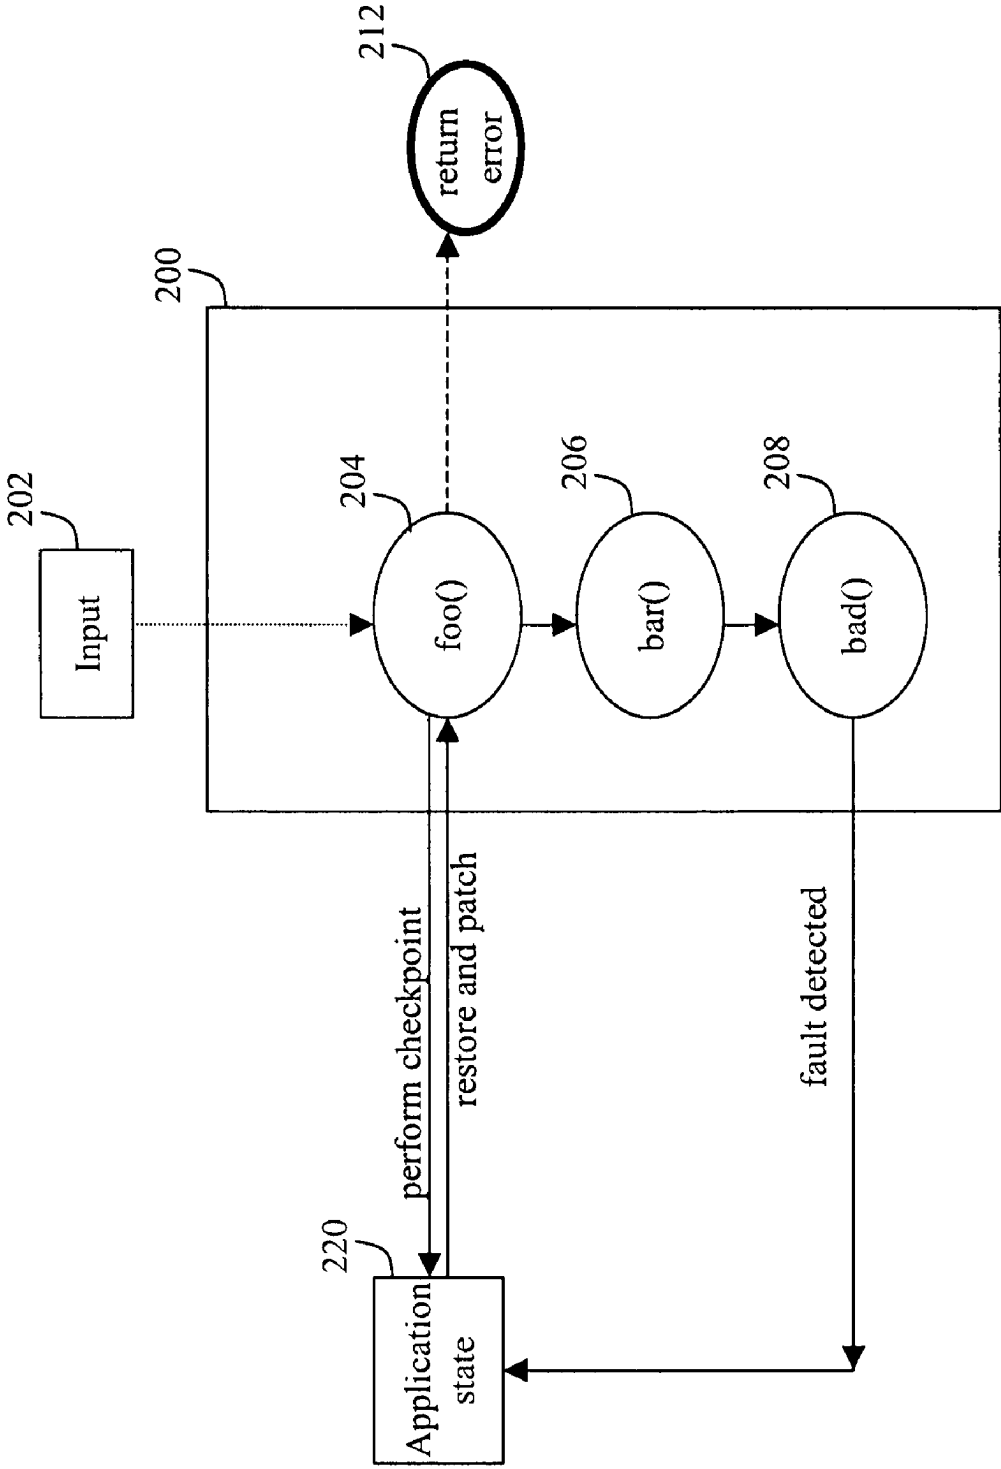 202
Input
200
212
return
error
204
foo()
206
bar()
208
bad()
perform checkpoint
restore and patch
fault detected
220
Application
state